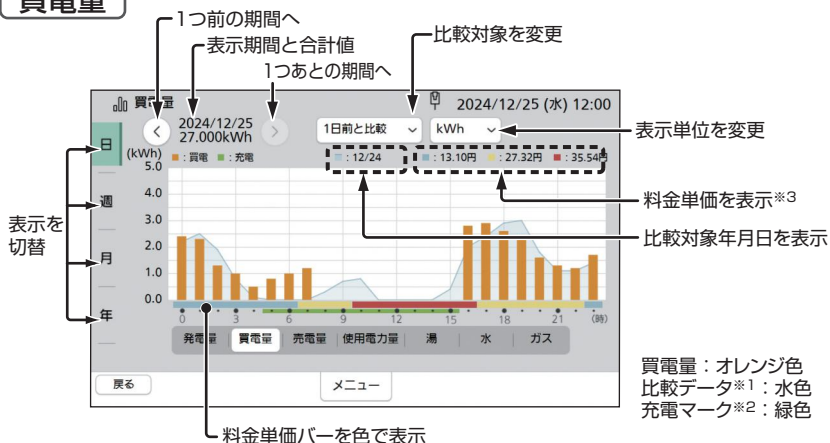 買電量
1つ前の期間へ
表示期間と合計値
1つあとの期間へ
比較対象を変更
買電量
2024/12/25 (水) 12:00
2024/12/25
27.000kWh
1日前と比較
kWh
表示単位を変更
(kWh)
:買電 :充電
:12/24
:13.10円 :27.32円 :35.54円
料金単価を表示※3
比較対象年月日を表示
表示を
切替
日
週
月
年
5.0
4.0
3.0
2.0
1.0
0.0
0 3 6 9 12 15 18 21 (時)
発電量 買電量 売電量 使用電力量 湯 水 ガス
戻る
メニュー
買電量:オレンジ色
比較データ※1:水色
充電マーク※2:緑色
料金単価バーを色で表示